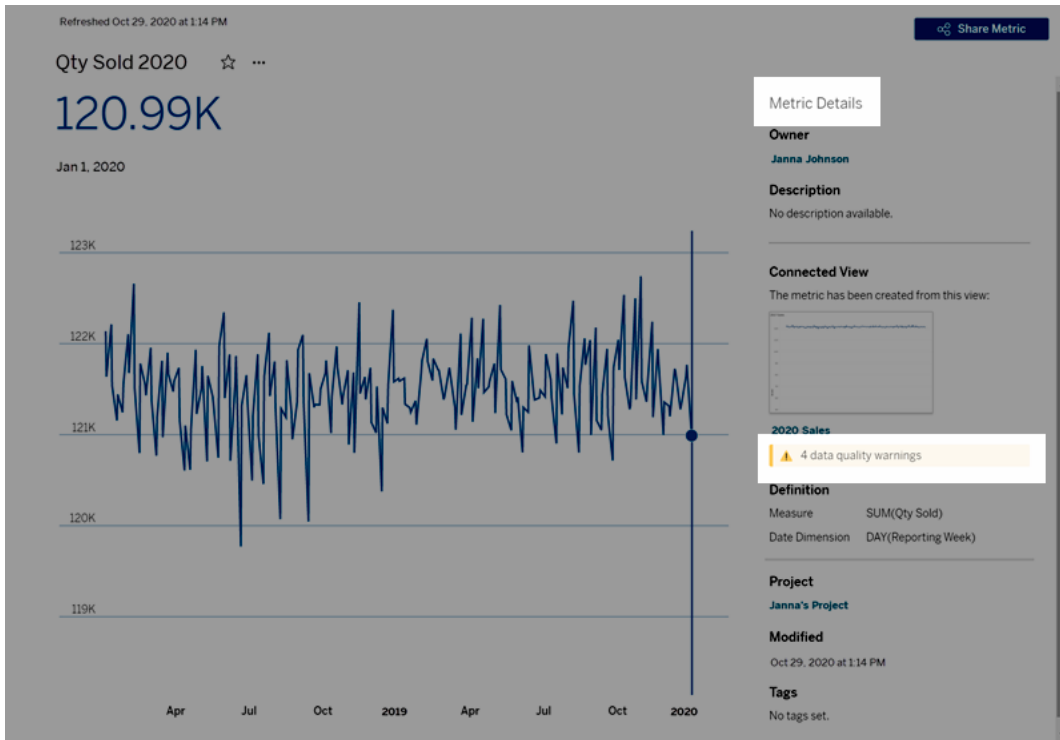 Refreshed Oct 29, 2020 at 1:14 PM
Share Metric
Qty Sold 2020
120.99K
Jan 1, 2020
123K
122K
121K
120K
119K
Apr Jul Oct 2019 Apr Jul Oct 2020
Metric Details
Owner
Janna Johnson
Description
No description available.
Connected View
The metric has been created from this view:
2020 Sales
4 data quality warnings
Definition
Measure SUM(Qty Sold)
Date Dimension DAY(Reporting Week)
Project
Janna's Project
Modified
Oct 29, 2020 at 1:14 PM
Tags
No tags set.